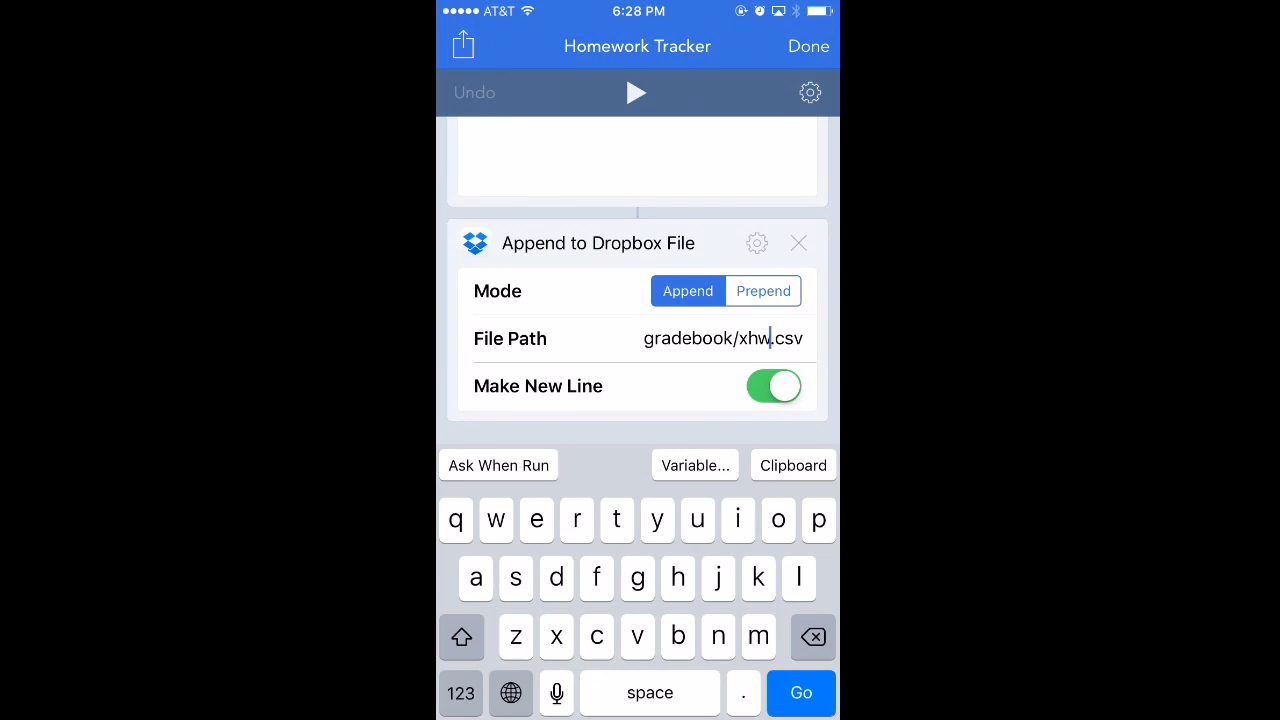 AT&T 6:28 PM
Homework Tracker Done
Undo
Append to Dropbox File
Mode Append Prepend
File Path gradebook/xhw.csv
Make New Line
Ask When Run Variable... Clipboard
q w e r t y u i o p
a s d f g h j k l
z x c v b n m
123 space . Go